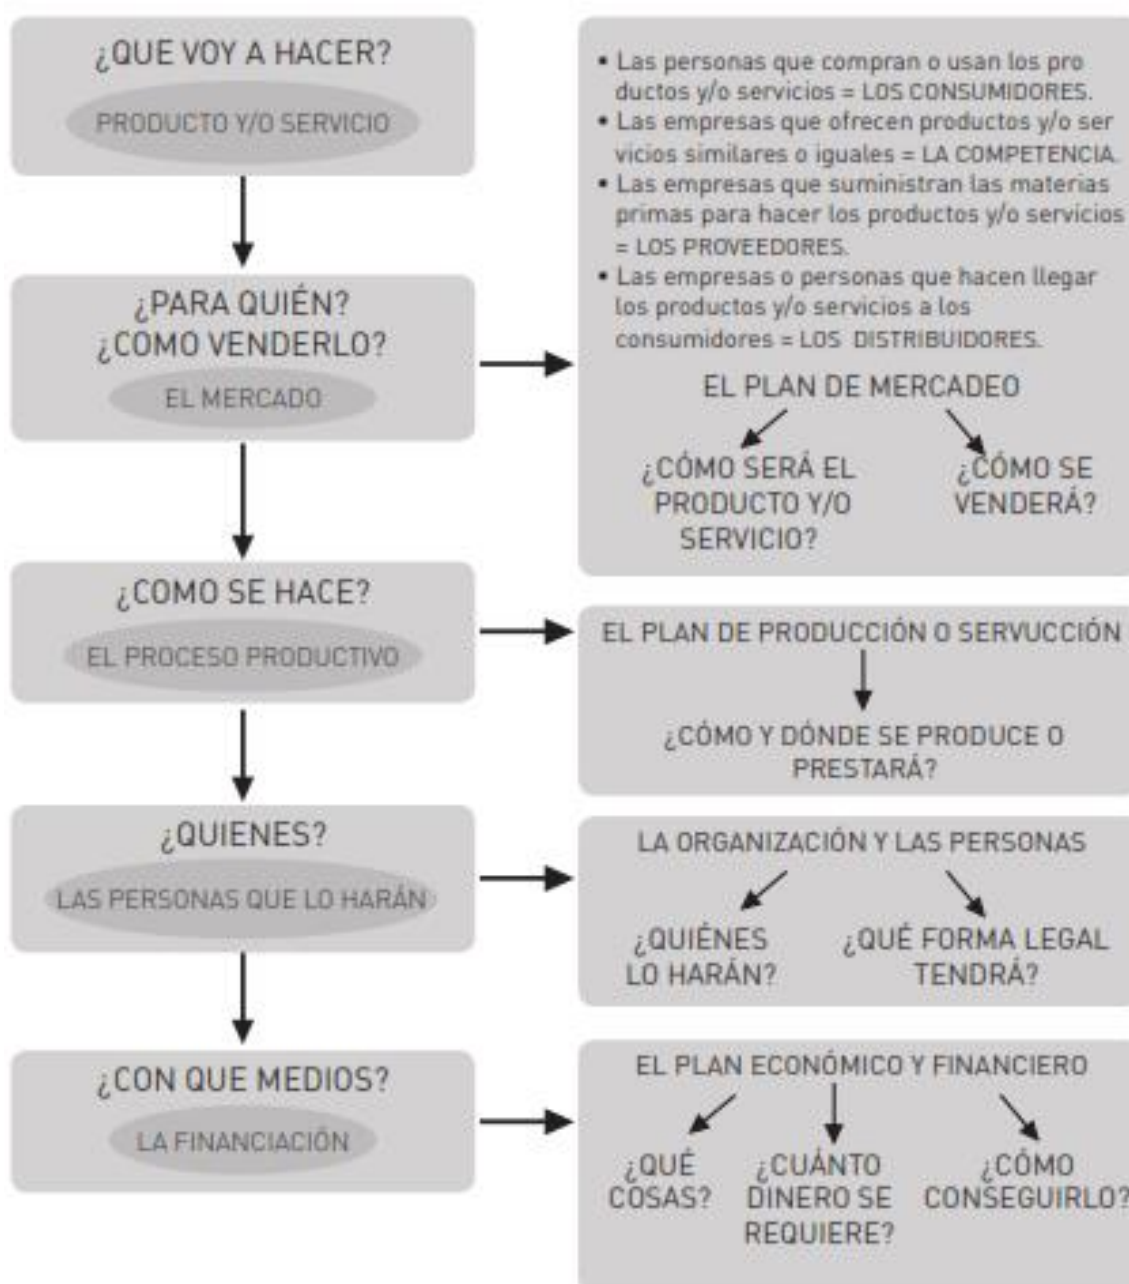 ¿QUE VOY A HACER?
PRODUCTO Y/O SERVICIO
¿PARA QUIÉN?
¿COMO VENDERLO?
EL MERCADO
• Las personas que compran o usan los pro
ductos y/o servicios = LOS CONSUMIDORES.
• Las empresas que ofrecen productos y/o ser
vicios similares o iguales = LA COMPETENCIA.
• Las empresas que suministran las materias
primas para hacer los productos y/o servicios
= LOS PROVEEDORES.
• Las empresas o personas que hacen llegar
los productos y/o servicios a los
consumidores = LOS DISTRIBUIDORES.
EL PLAN DE MERCADEO
¿CÓMO SERÁ EL
PRODUCTO Y/O
SERVICIO?
¿CÓMO SE
VENDERÁ?
¿COMO SE HACE?
EL PROCESO PRODUCTIVO
EL PLAN DE PRODUCCIÓN O SERVUCCIÓN
¿CÓMO Y DÓNDE SE PRODUCE O
PRESTARÁ?
¿QUIENES?
LAS PERSONAS QUE LO HARÁN
LA ORGANIZACIÓN Y LAS PERSONAS
¿QUIÉNES
LO HARÁN?
¿QUÉ FORMA LEGAL
TENDRÁ?
¿CON QUE MEDIOS?
LA FINANCIACIÓN
EL PLAN ECONÓMICO Y FINANCIERO
¿QUÉ
COSAS?
¿CUÁNTO
DINERO SE
REQUIERE?
¿CÓMO
CONSEGUIRLO?